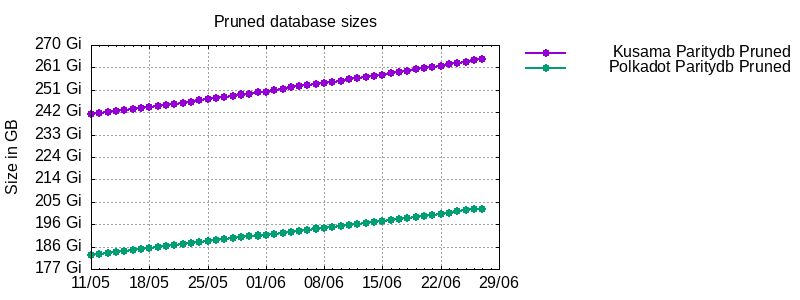 Pruned database sizes
Kusama Paritydb Pruned
Polkadot Paritydb Pruned
Size in GB
270 Gi
261 Gi
251 Gi
242 Gi
233 Gi
224 Gi
214 Gi
205 Gi
196 Gi
186 Gi
177 Gi
11/05 18/05 25/05 01/06 08/06 15/06 22/06 29/06